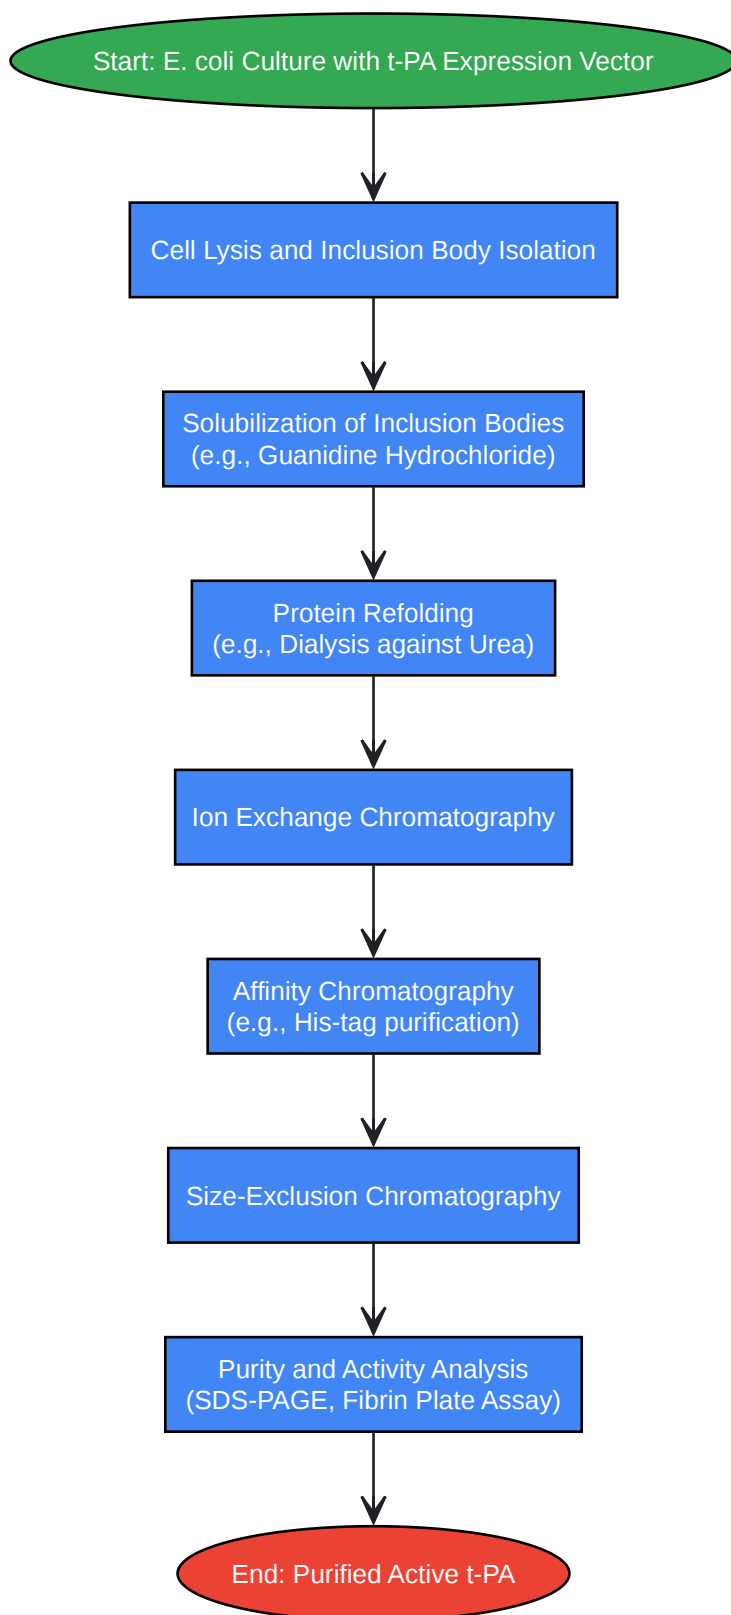 Start: E. coli Culture with t-PA Expression Vector
Cell Lysis and Inclusion Body Isolation
Solubilization of Inclusion Bodies
(e.g., Guanidine Hydrochloride)
Protein Refolding
(e.g., Dialysis against Urea)
Ion Exchange Chromatography
Affinity Chromatography
(e.g., His-tag purification)
Size-Exclusion Chromatography
Purity and Activity Analysis
(SDS-PAGE, Fibrin Plate Assay)
End: Purified Active t-PA